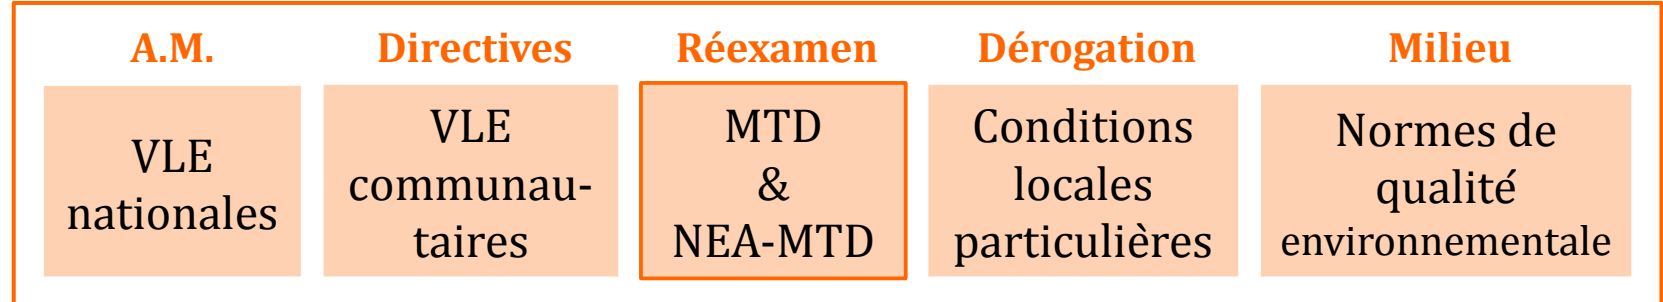 A.M.
VLE
nationales
Directives
VLE
communau-
taires
Réexamen
MTD
&
NEA-MTD
Dérogation
Conditions
locales
particulières
Milieu
Normes de
qualité
environnementale